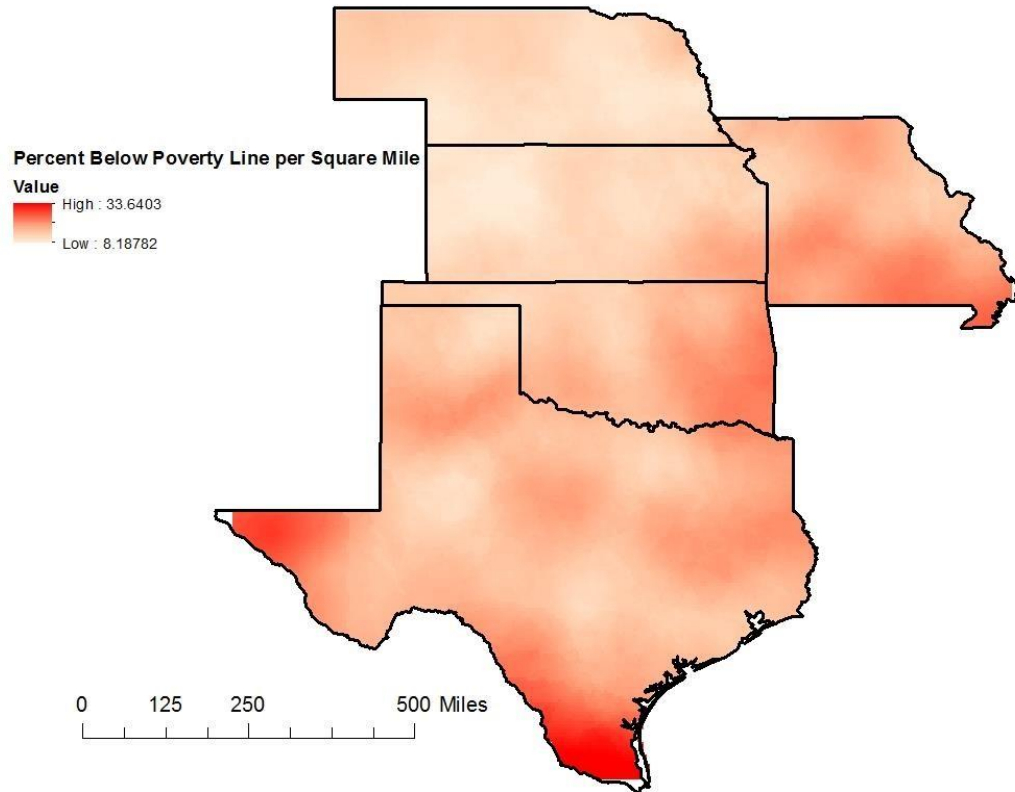 Percent Below Poverty Line per Square Mile
Value
High : 33.6403
Low : 8.18782
0 125 250 500 Miles